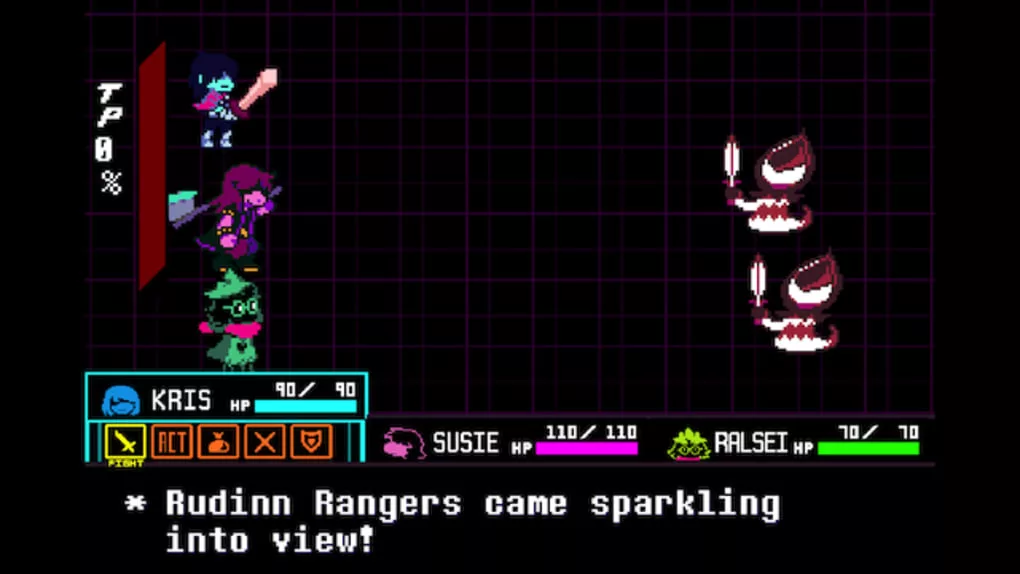 TP
0
%
KRIS HP 90/ 90
FIGHT ACT
SUSIE HP 110/ 110
RALSEI HP 70/ 70
* Rudinn Rangers came sparkling
into view!